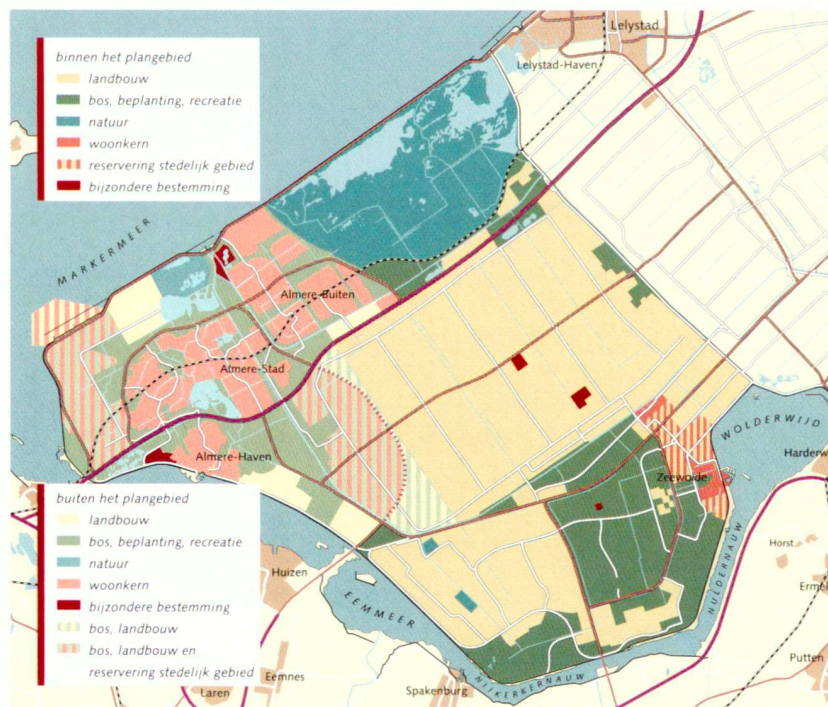 binnen het plangebied
landbouw
bos, beplanting, recreatie
natuur
woonkern
reservering stedelijk gebied
bijzondere bestemming
Lelystad
Lelystad-Haven
MARKERMEER
Almere-Buiten
Almere-Stad
Almere-Haven
WOLDERWIJD
Harderw
Zeewolde
buiten het plangebied
landbouw
bos, beplanting, recreatie
natuur
woonkern
bijzondere bestemming
bos, landbouw
bos, landbouw en
reservering stedelijk gebied
Huizen
EEMMEER
NULDERNAUW
Horst
Ermel
Eemnes
Laren
Spakenburg
NIJKERKERNAUW
Putten